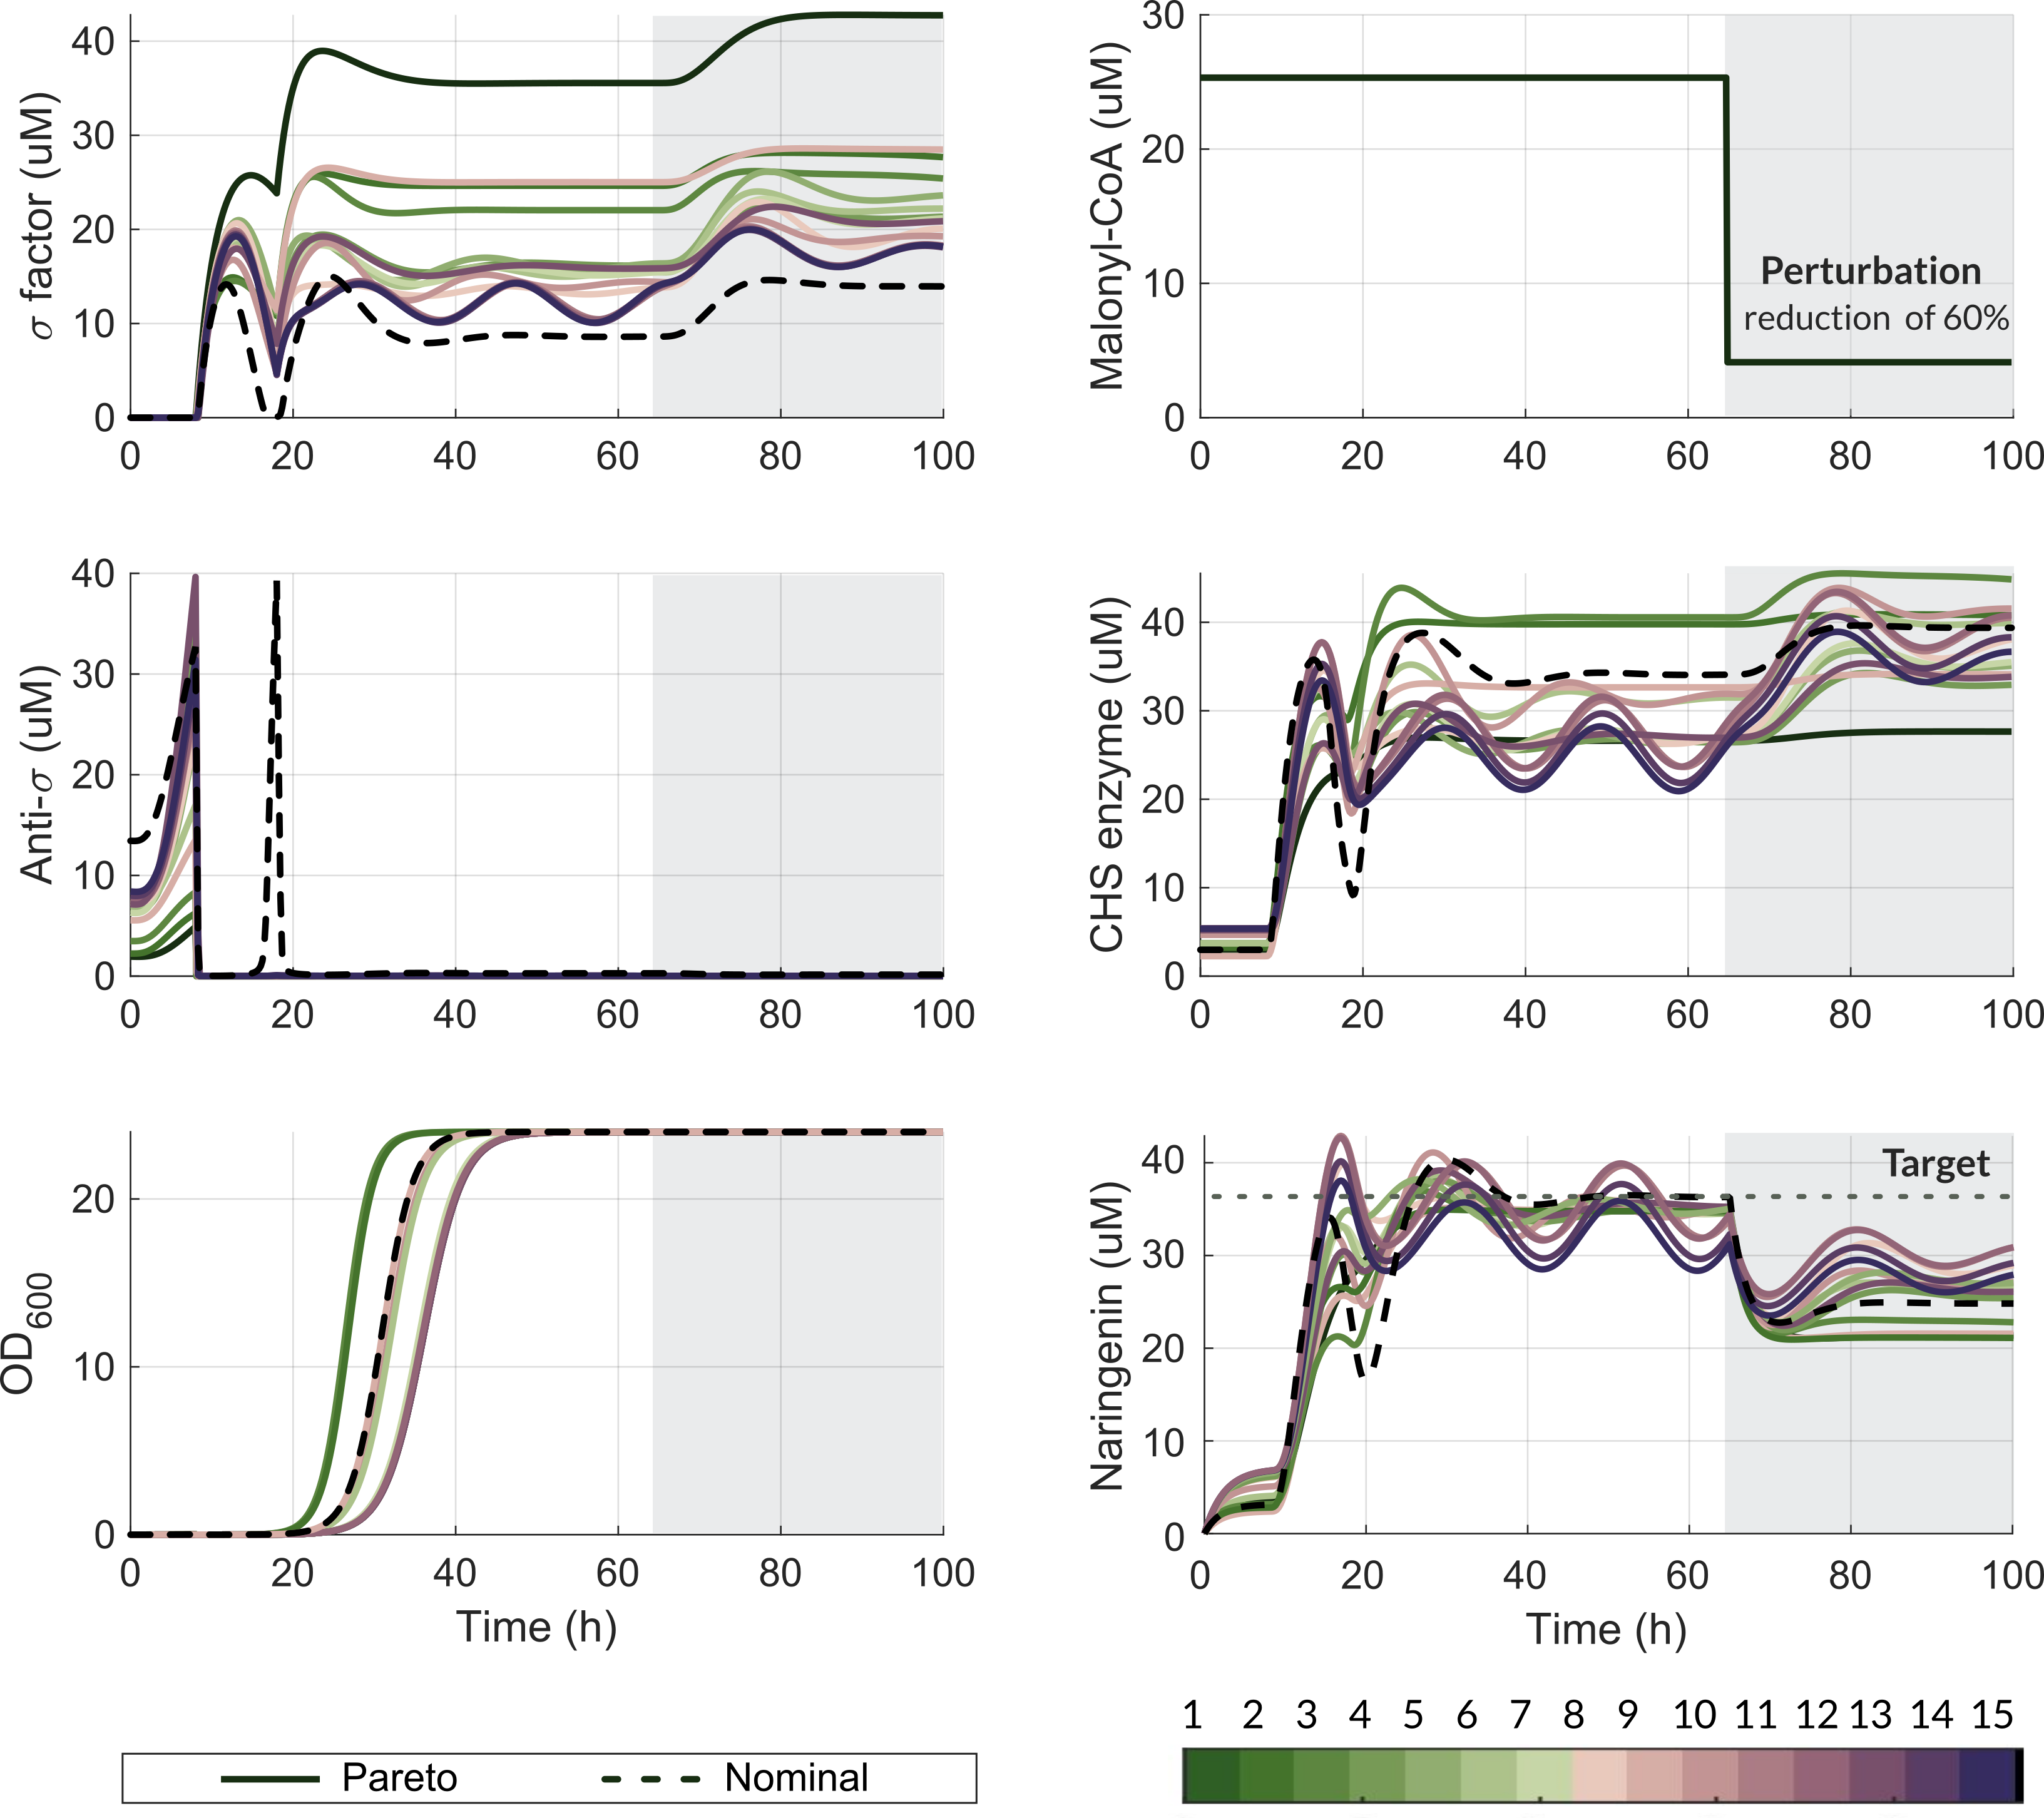 σ factor (uM)
40
30
20
10
0
0 20 40 60 80 100
Malonyl-CoA (uM)
30
20
10
0
Perturbation
reduction of 60%
0 20 40 60 80 100
Anti-σ (uM)
40
30
20
10
0
0 20 40 60 80 100
CHS enzyme (uM)
40
30
20
10
0
0 20 40 60 80 100
OD600
20
10
0
0 20 40 60 80 100
Time (h)
Naringenin (uM)
40
30
20
10
0
Target
0 20 40 60 80 100
Time (h)
Pareto Nominal
1 2 3 4 5 6 7 8 9 10 11 12 13 14 15